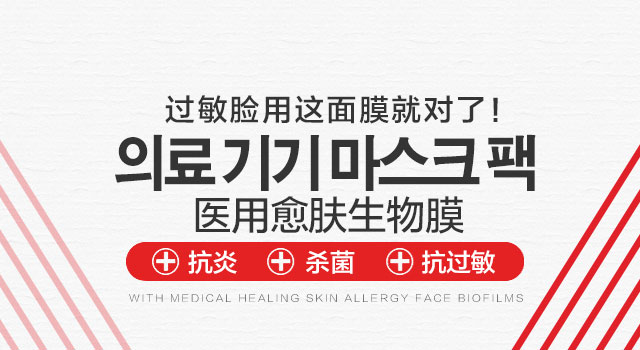 过敏脸用这面膜就对了!
의료 기기 마스크 팩
医用愈肤生物膜
抗炎 杀菌 抗过敏
WITH MEDICAL HEALING SKIN ALLERGY FACE BIOFILMS